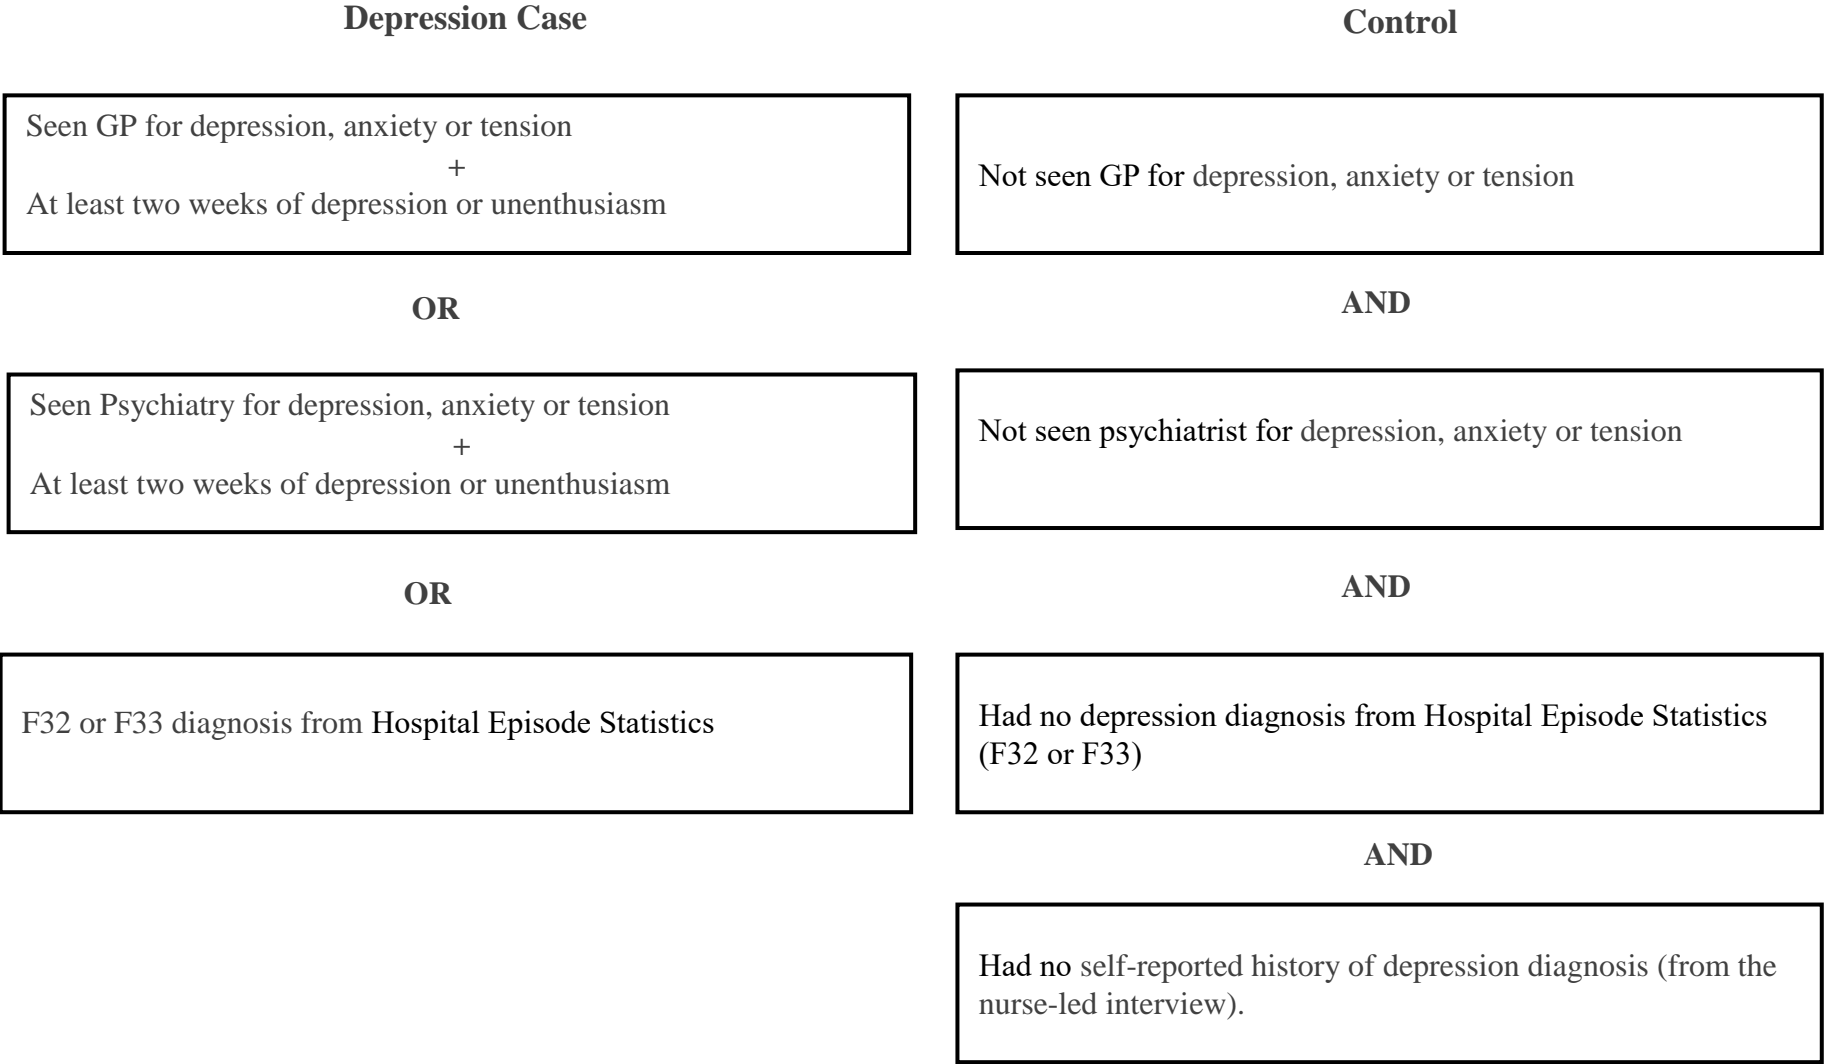 Depression Case
Seen GP for depression, anxiety or tension
+
At least two weeks of depression or unenthusiasm
OR
Seen Psychiatry for depression, anxiety or tension
+
At least two weeks of depression or unenthusiasm
OR
F32 or F33 diagnosis from Hospital Episode Statistics
Control
Not seen GP for depression, anxiety or tension
AND
Not seen psychiatrist for depression, anxiety or tension
AND
Had no depression diagnosis from Hospital Episode Statistics
(F32 or F33)
AND
Had no self-reported history of depression diagnosis (from the
nurse-led interview).